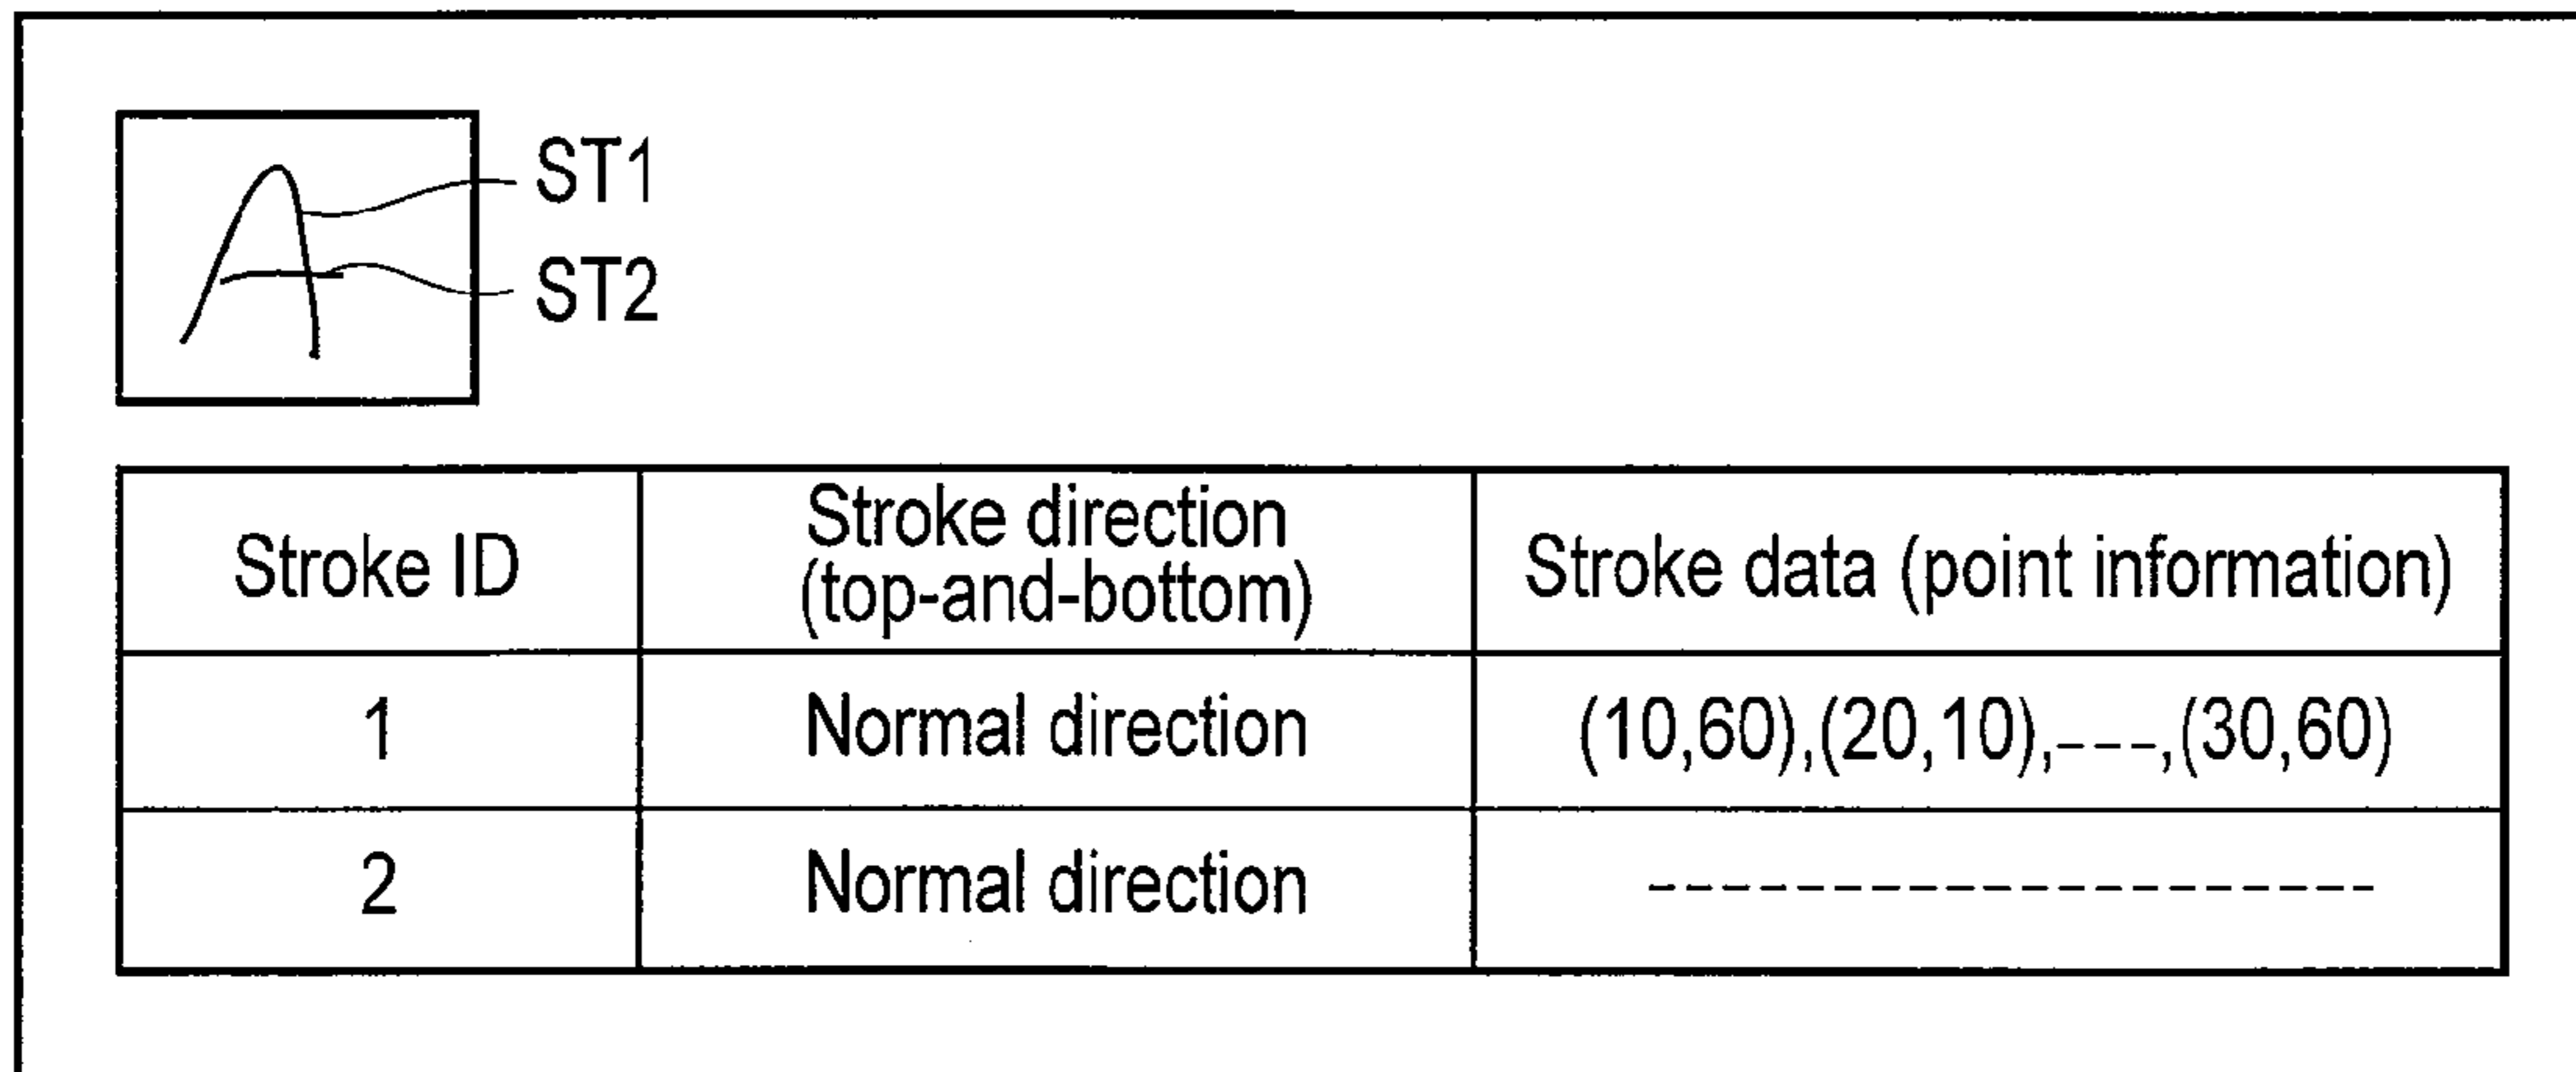 A
ST1
ST2
Stroke ID
Stroke direction
(top-and-bottom)
Stroke data (point information)
1
Normal direction
(10,60),(20,10),---,(30,60)
2
Normal direction
--------------------